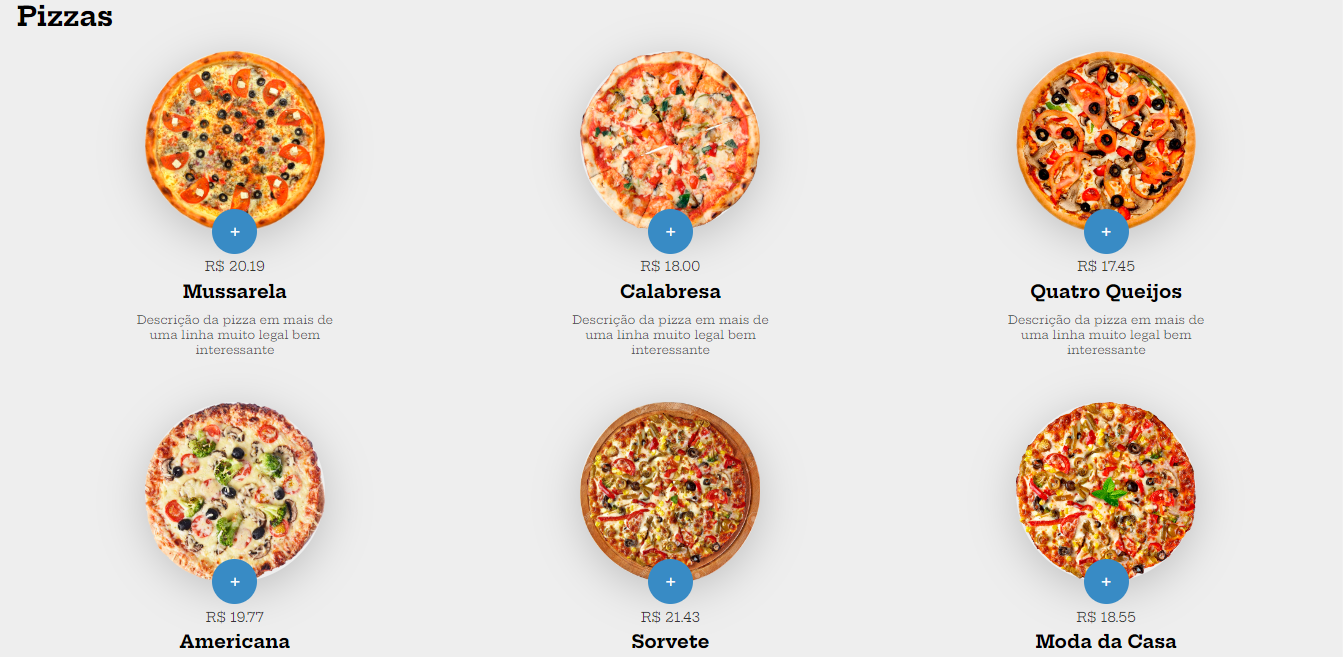 Pizzas
+
+
+
R$ 20.19
R$ 18.00
R$ 17.45
Mussarela
Calabresa
Quatro Queijos
Descrição da pizza em mais de
uma linha muito legal bem
interessante
Descrição da pizza em mais de
uma linha muito legal bem
interessante
Descrição da pizza em mais de
uma linha muito legal bem
interessante
+
+
+
R$ 19.77
R$ 21.43
R$ 18.55
Americana
Sorvete
Moda da Casa